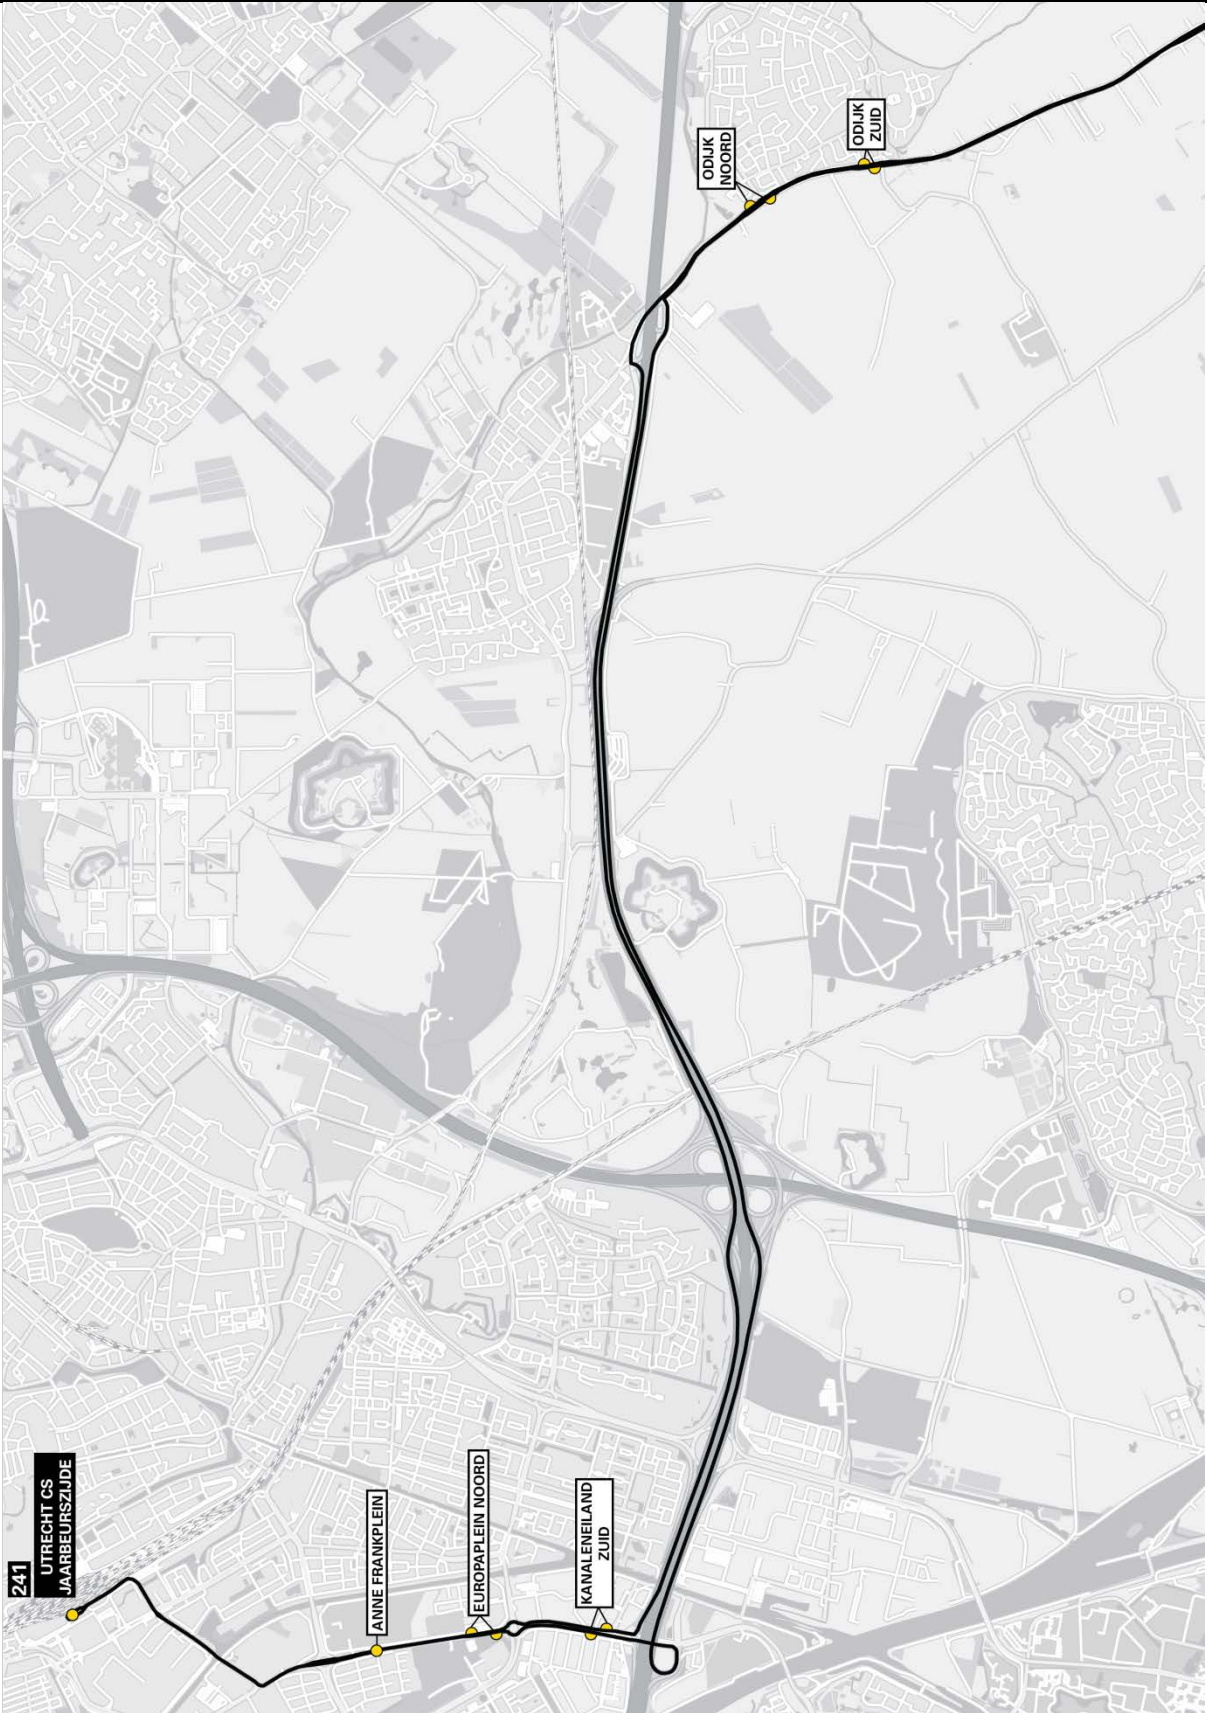 241
UTRECHT CS
JAARBEURSZIJDE
ANNE FRANKPLEIN
EUROPAPLEIN NOORD
KANALENEILAND
ZUID
ODIJK
NOORD
ODIJK
ZUID